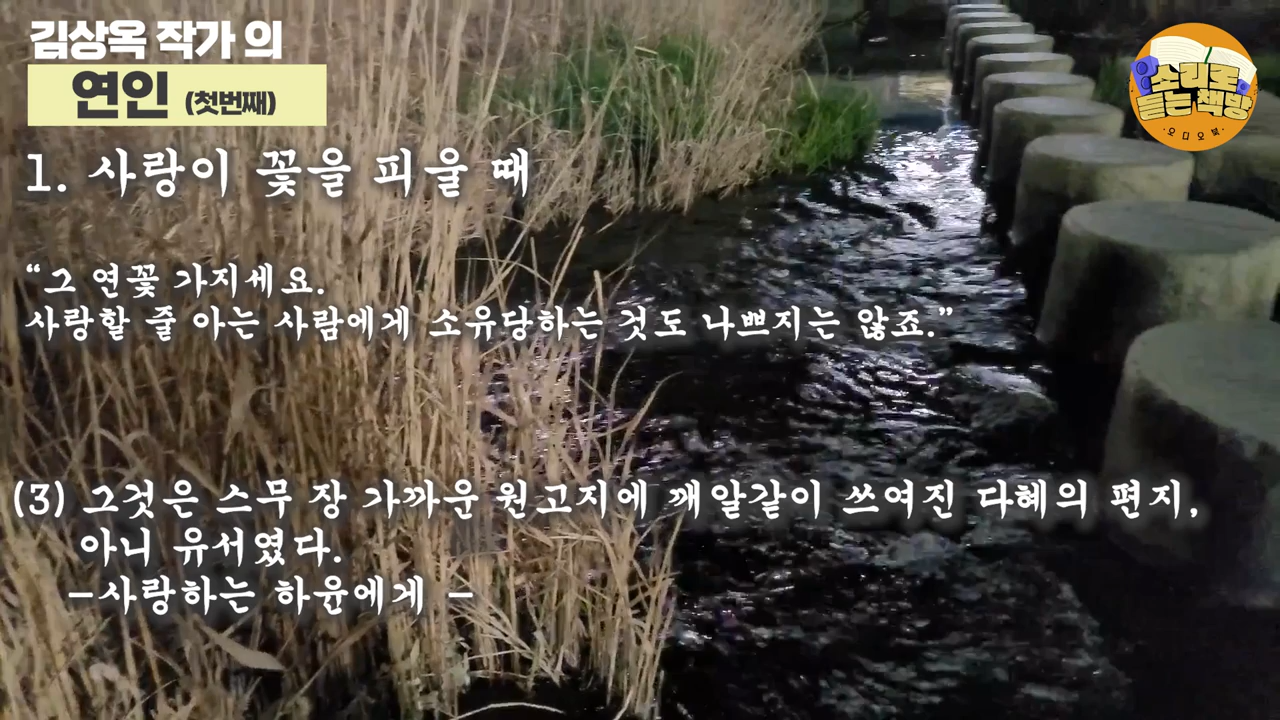 김상옥 작가 의
연인 (첫번째)
소리로
듣는 책방
·오디오북·
1. 사랑이 꽃을 피울 때
“그 연꽃 가지세요.
사랑할 줄 아는 사람에게 소유당하는 것도 나쁘지는 않죠.”
(3) 그것은 스무 장 가까운 원고지에 깨알같이 쓰여진 다혜의 편지,
아니 유서였다.
-사랑하는 하윤에게 -